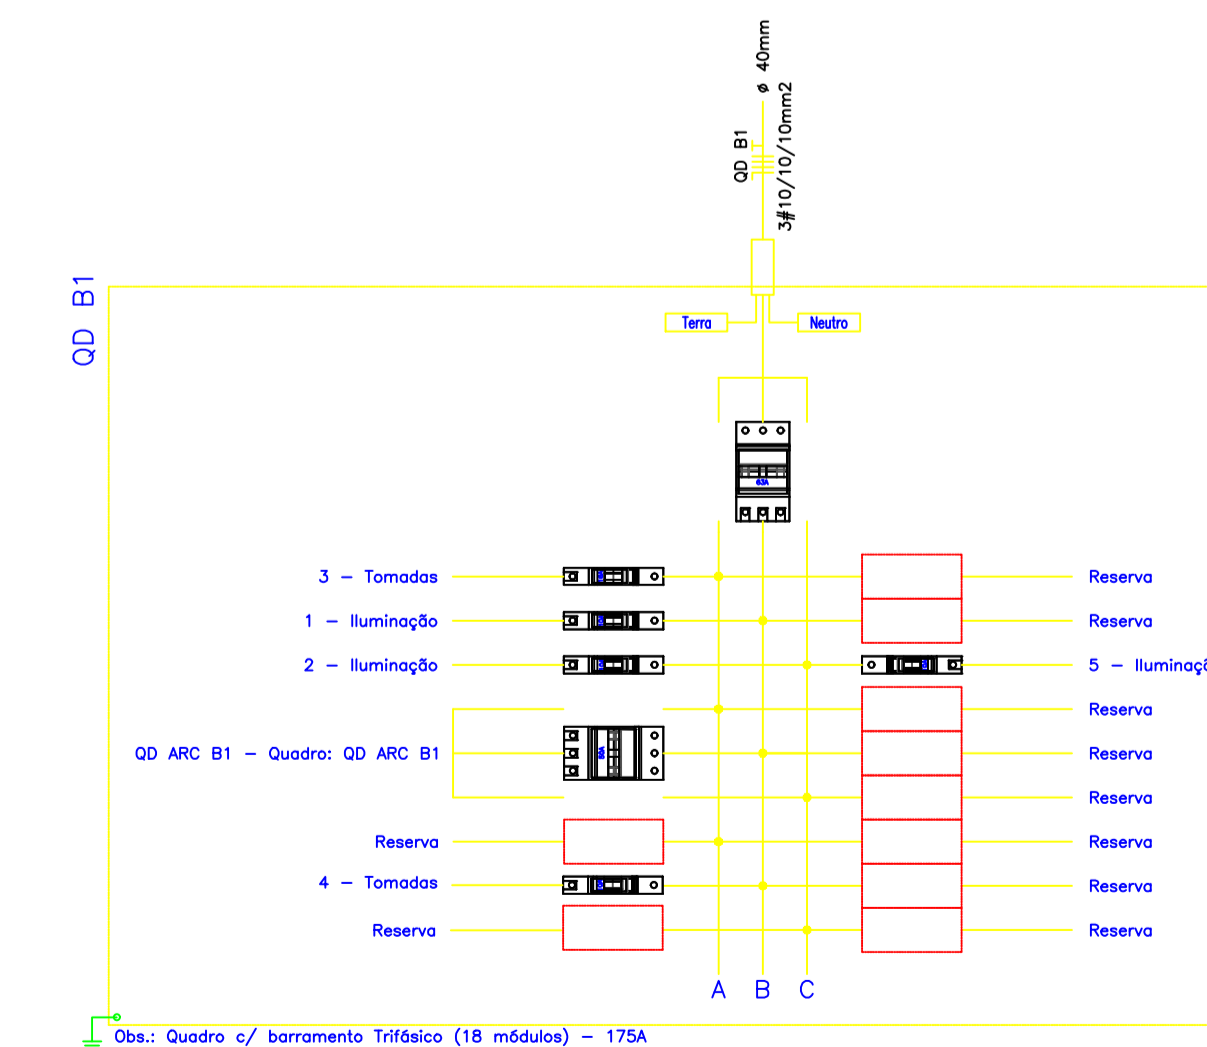 ø 40mm
3#10/10/10mm2
QD B1
QD B1
Terra
Neutro
63A
3 – Tomadas
Reserva
1 – Iluminação
Reserva
2 – Iluminação
5 – Iluminaçã
Reserva
QD ARC B1 – Quadro: QD ARC B1
Reserva
Reserva
Reserva
Reserva
4 – Tomadas
Reserva
Reserva
Reserva
A B C
Obs.: Quadro c/ barramento Trifásico (18 módulos) – 175A